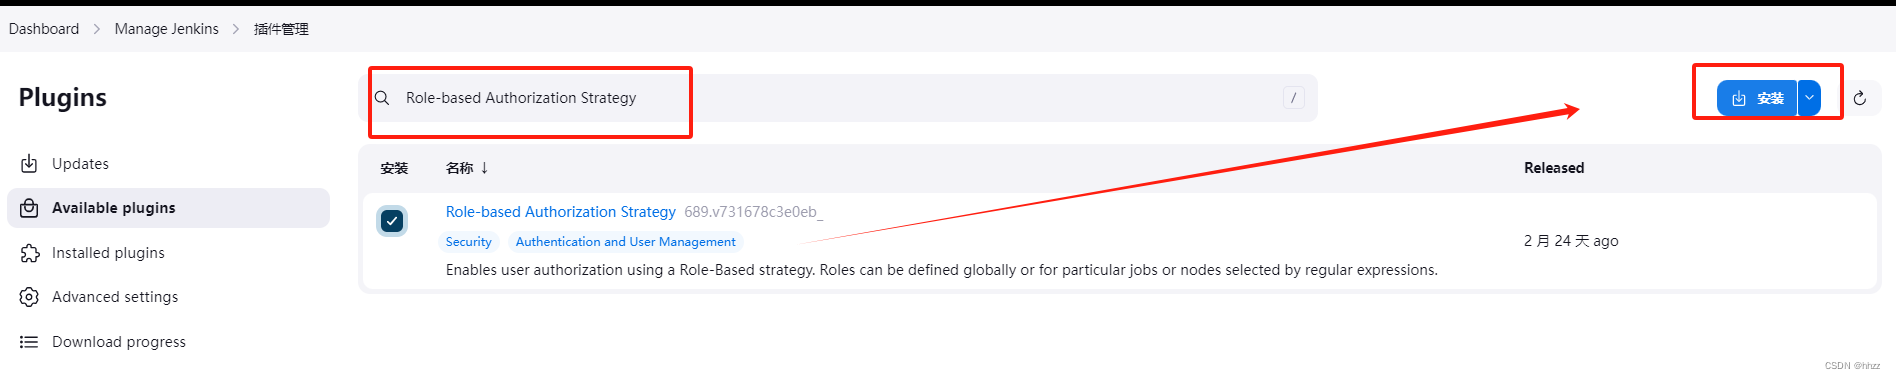 Dashboard > Manage Jenkins > 插件管理
Plugins
Role-based Authorization Strategy /
安装
Updates
Available plugins
Installed plugins
Advanced settings
Download progress
安装 名称 ↓ Released
Role-based Authorization Strategy 689.v731678c3e0eb_
Security Authentication and User Management
2 月 24 天 ago
Enables user authorization using a Role-Based strategy. Roles can be defined globally or for particular jobs or nodes selected by regular expressions.
CSDN @hhzz